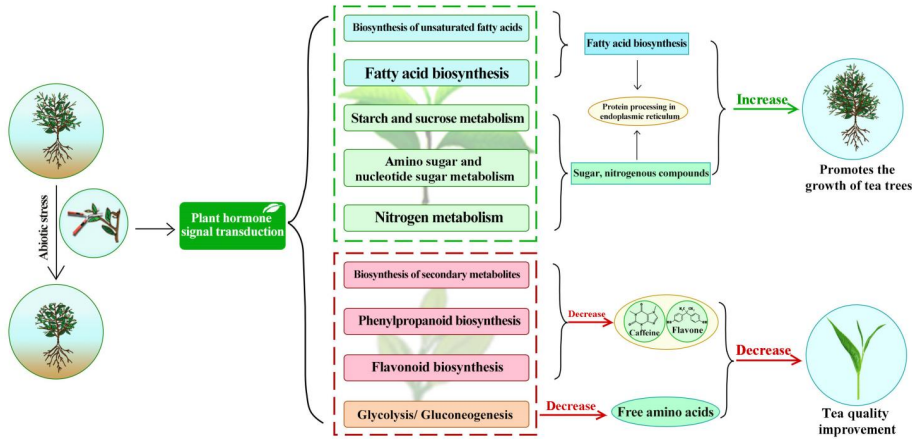 Abiotic stress
Plant hormone
signal transduction
Biosynthesis of unsaturated fatty acids
Fatty acid biosynthesis
Starch and sucrose metabolism
Amino sugar and
nucleotide sugar metabolism
Nitrogen metabolism
Biosynthesis of secondary metabolites
Phenylpropanoid biosynthesis
Flavonoid biosynthesis
Glycolysis/ Gluconeogenesis
Fatty acid biosynthesis
Protein processing in
endoplasmic reticulum
Sugar, nitrogenous compounds
Increase
Promotes the
growth of tea trees
Decrease
Caffeine
Flavone
Decrease
Free amino acids
Decrease
Tea quality
improvement